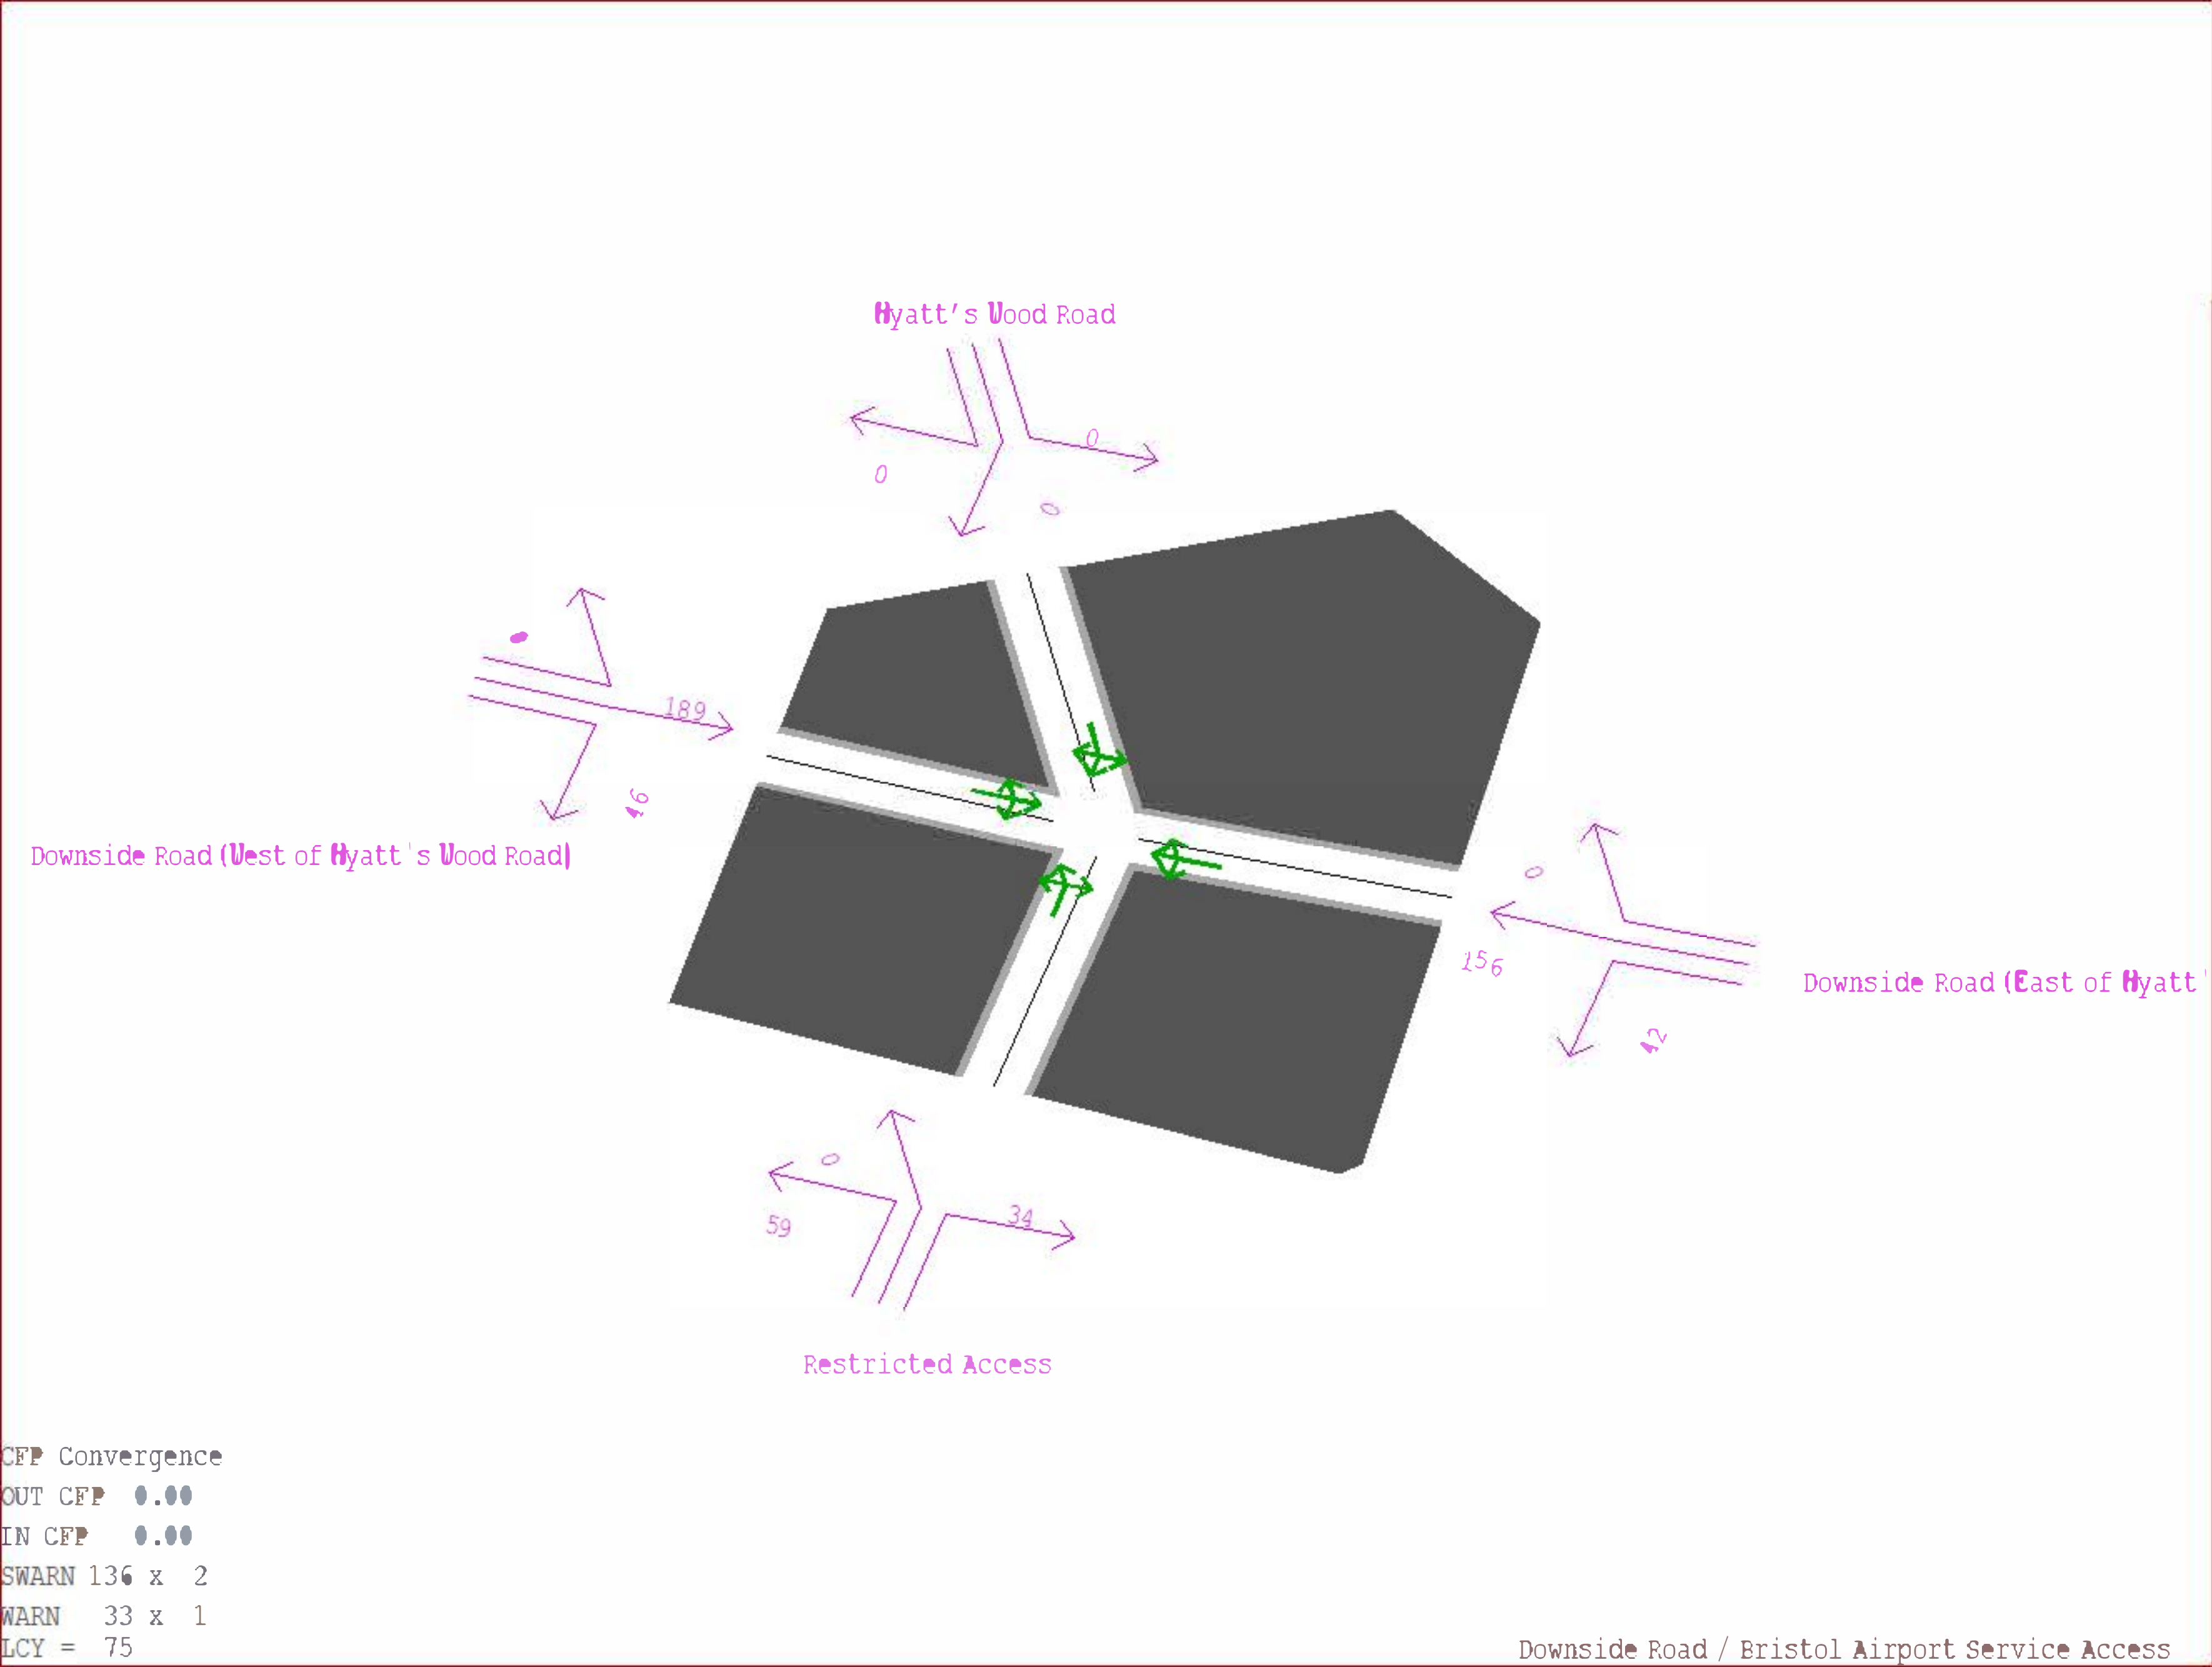 Hyatt's Wood Road
0
0
0
0
189
46
Downside Road (West of Hyatt's Wood Road)
0
156
42
Downside Road (East of Hyatt'
0
59
34
Restricted Access
CFP Convergence
OUT CFP 0.00
IN CFP 0.00
SWARN 136 x 2
WARN 33 x 1
LCY = 75
Downside Road / Bristol Airport Service Access